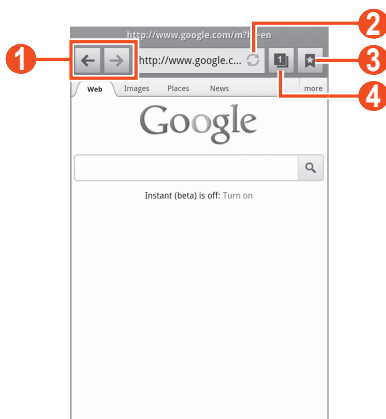 http://www.google.com/m?hl=en
2
1
http://www.google.c...
1
3
Web Images Places News more
4
Google
Instant (beta) is off: Turn on